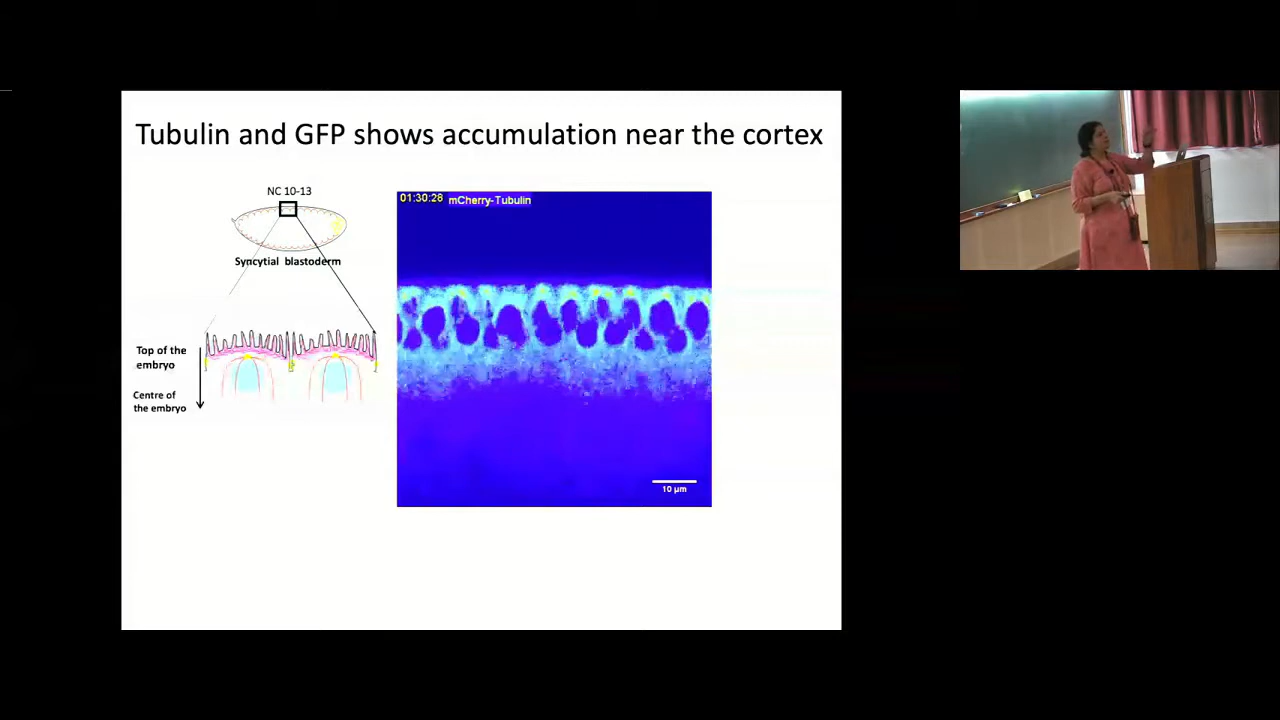 Tubulin and GFP shows accumulation near the cortex
NC 10-13
Syncytial blastoderm
Top of the
embryo
Centre of
the embryo
01:30:28 mCherry-Tubulin
10 µm